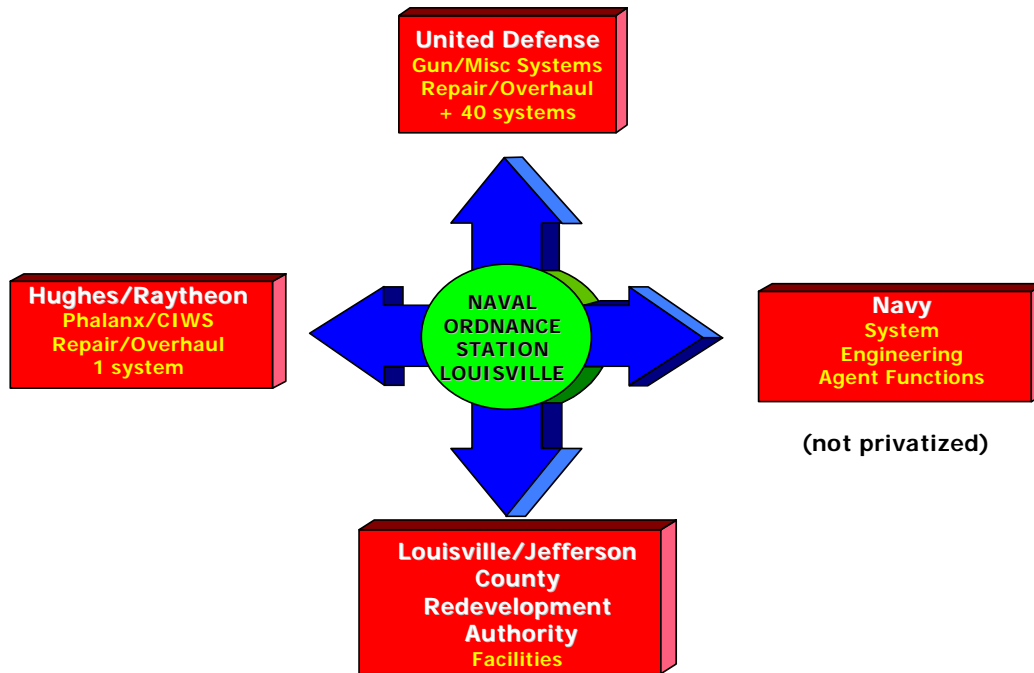 United Defense
Gun/Misc Systems
Repair/Overhaul
+ 40 systems
Hughes/Raytheon
Phalanx/CIWS
Repair/Overhaul
1 system
NAVAL
ORDNANCE
STATION
LOUISVILLE
Navy
System
Engineering
Agent Functions
(not privatized)
Louisville/Jefferson
County
Redevelopment
Authority
Facilities